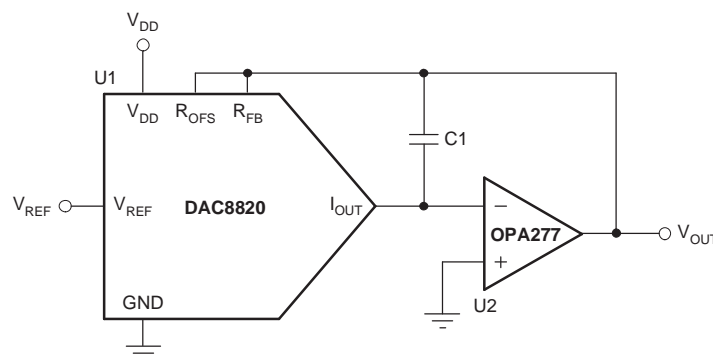 V_DD
U1
V_DD R_OFS R_FB
C1
V_REF V_REF DAC8820 I_OUT
−
OPA277
V_OUT
+
GND
U2